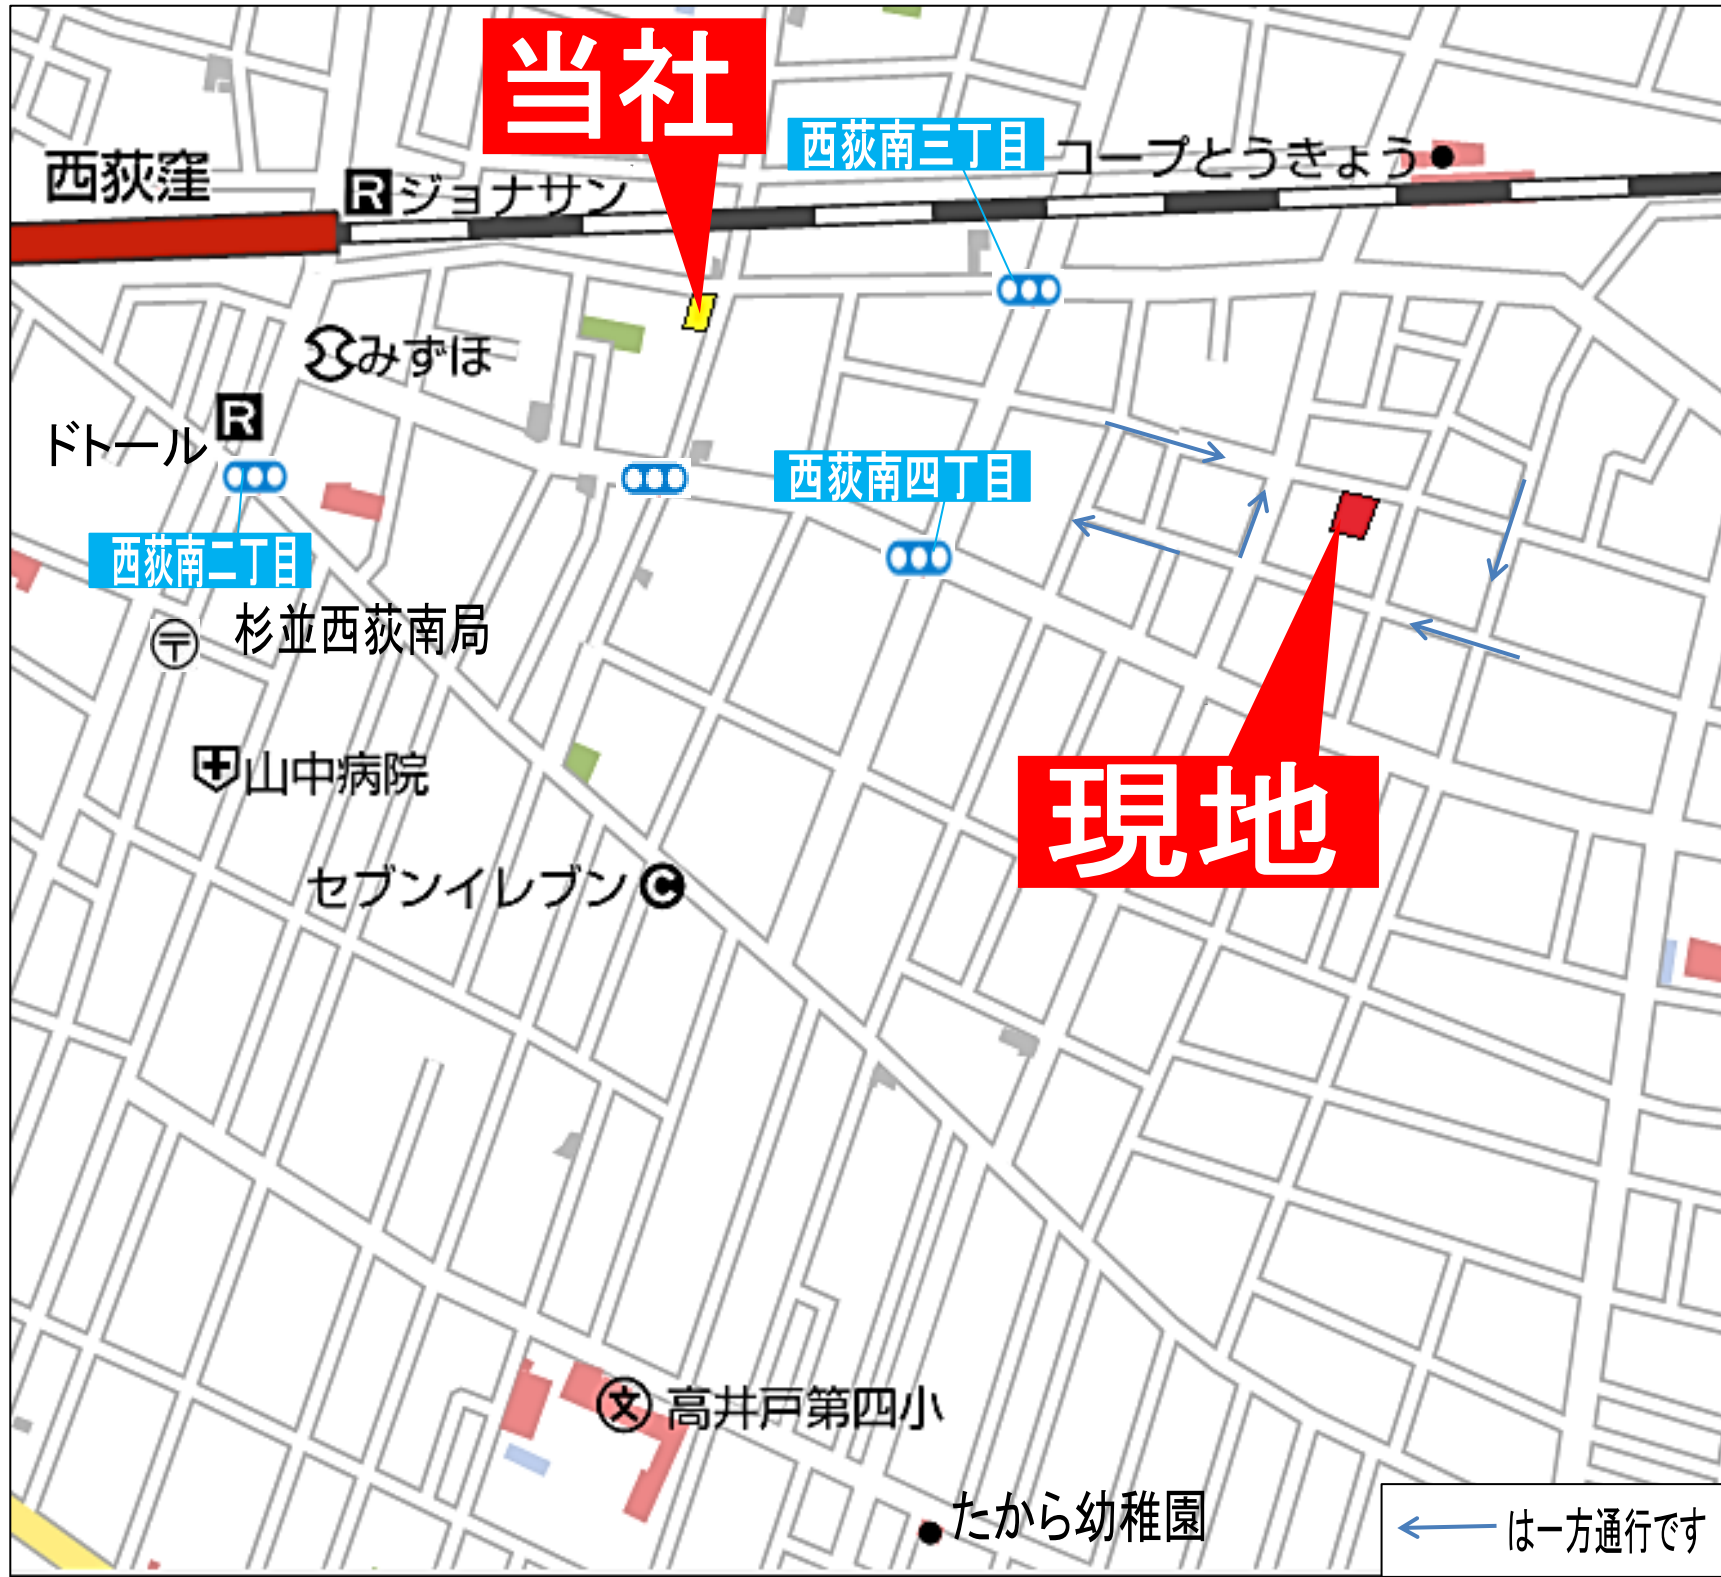 当社
西荻南三丁目
コープとうきょう
西荻窪
R ジョナサン
みずほ
R
ドトール
西荻南四丁目
西荻南二丁目
〒 杉並西荻南局
山中病院
現地
セブンイレブン C
文 高井戸第四小
たから幼稚園
は一方通行です